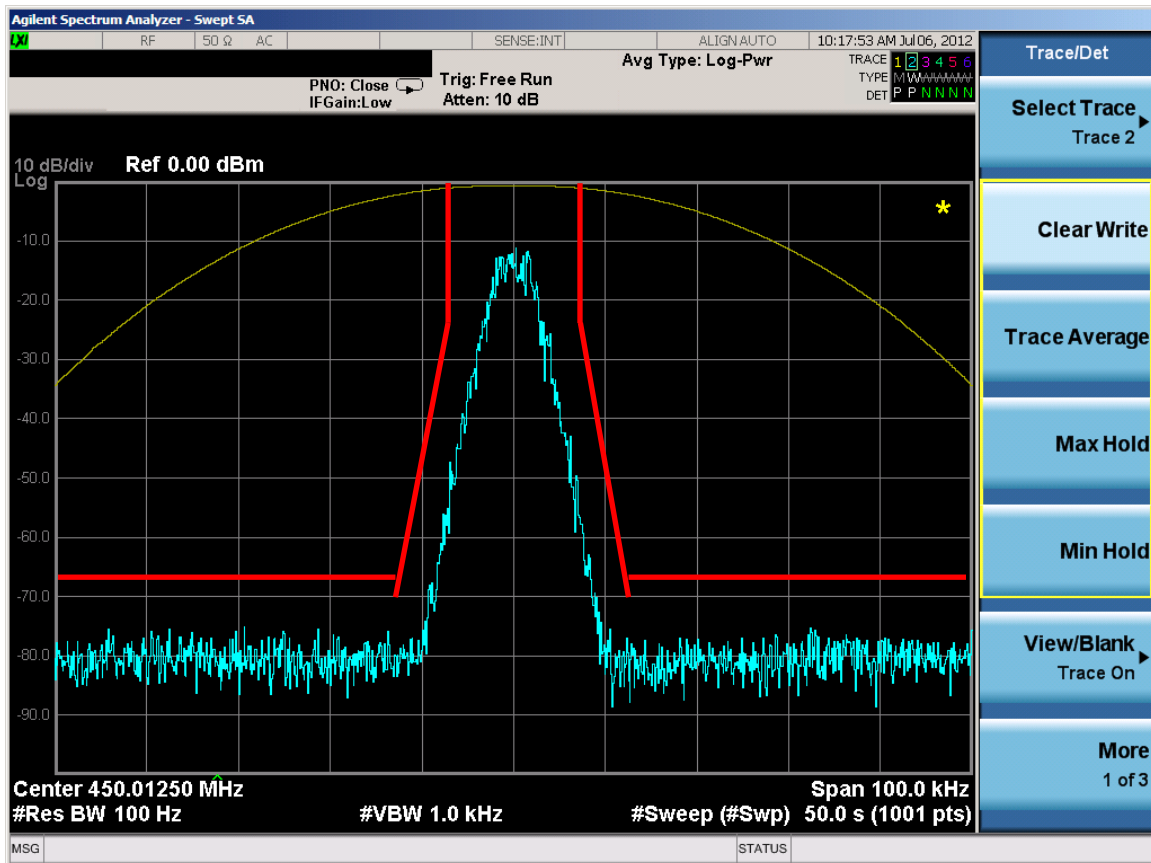 Agilent Spectrum Analyzer - Swept SA
LXI RF 50 Ω AC SENSE:INT ALIGN AUTO 10:17:53 AM Jul 06, 2012
Trace/Det
Avg Type: Log-Pwr
TRACE 1 2 3 4 5 6
TYPE M W W W W W
DET P P N N N N
PNO: Close
IFGain:Low
Trig: Free Run
Atten: 10 dB
10 dB/div
Log
Ref 0.00 dBm
*
-10.0
-20.0
-30.0
-40.0
-50.0
-60.0
-70.0
-80.0
-90.0
Center 450.01250 MHz
Span 100.0 kHz
#Res BW 100 Hz
#VBW 1.0 kHz
#Sweep (#Swp) 50.0 s (1001 pts)
MSG
STATUS
Select Trace
Trace 2
Clear Write
Trace Average
Max Hold
Min Hold
View/Blank
Trace On
More
1 of 3